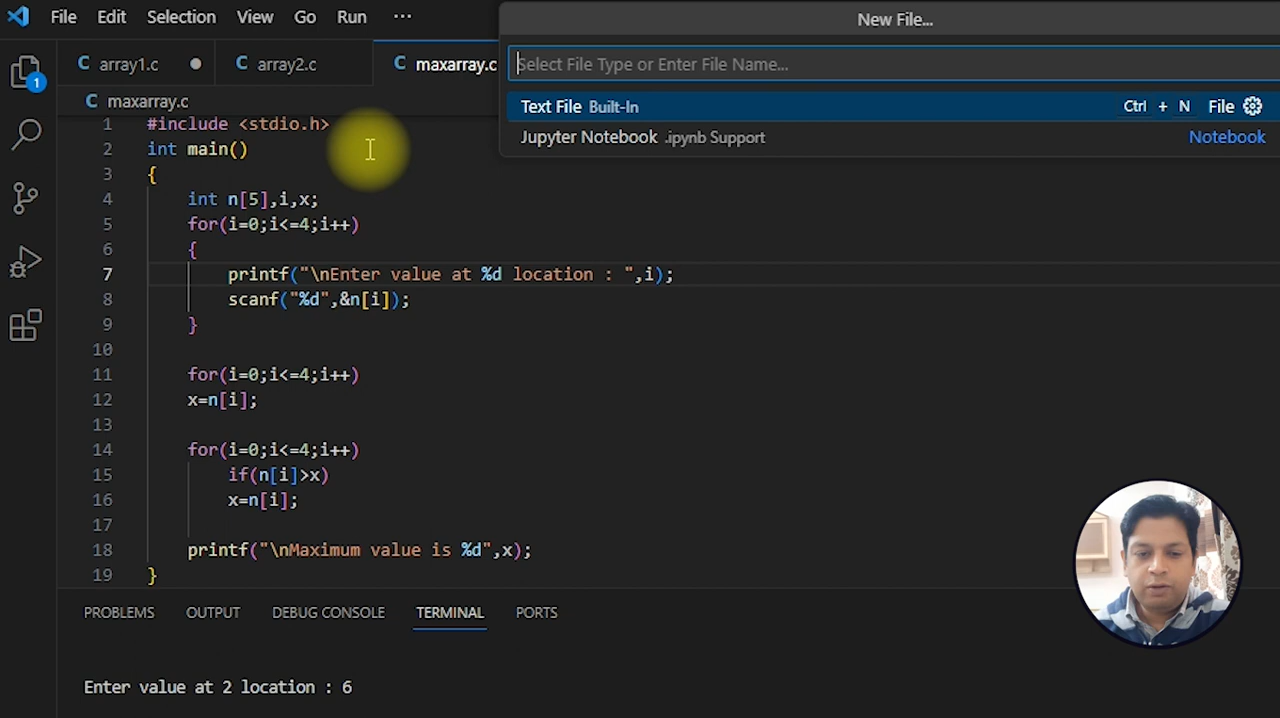 File Edit Selection View Go Run ...
New File...
C array1.c C array2.c C maxarray.c
Select File Type or Enter File Name...
C maxarray.c
Text File Built-In Ctrl + N File
Jupyter Notebook .ipynb Support Notebook
1
1 #include <stdio.h>
2 int main()
3 {
4 int n[5],i,x;
5 for(i=0;i<=4;i++)
6 {
7 printf("\nEnter value at %d location : ",i);
8 scanf("%d",&n[i]);
9 }
10
11 for(i=0;i<=4;i++)
12 x=n[i];
13
14 for(i=0;i<=4;i++)
15 if(n[i]>x)
16 x=n[i];
17
18 printf("\nMaximum value is %d",x);
19 }
PROBLEMS OUTPUT DEBUG CONSOLE TERMINAL PORTS
Enter value at 2 location : 6